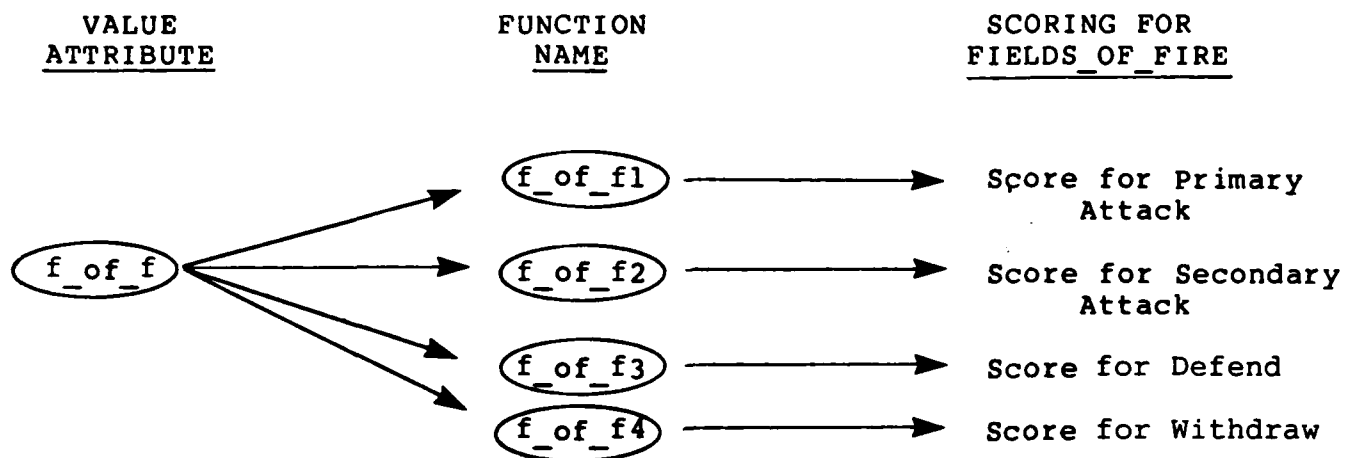 VALUE
ATTRIBUTE
FUNCTION
NAME
SCORING FOR
FIELDS_OF_FIRE
f_of_f
f_of_f1
Score for Primary
Attack
f_of_f2
Score for Secondary
Attack
f_of_f3
Score for Defend
f_of_f4
Score for Withdraw